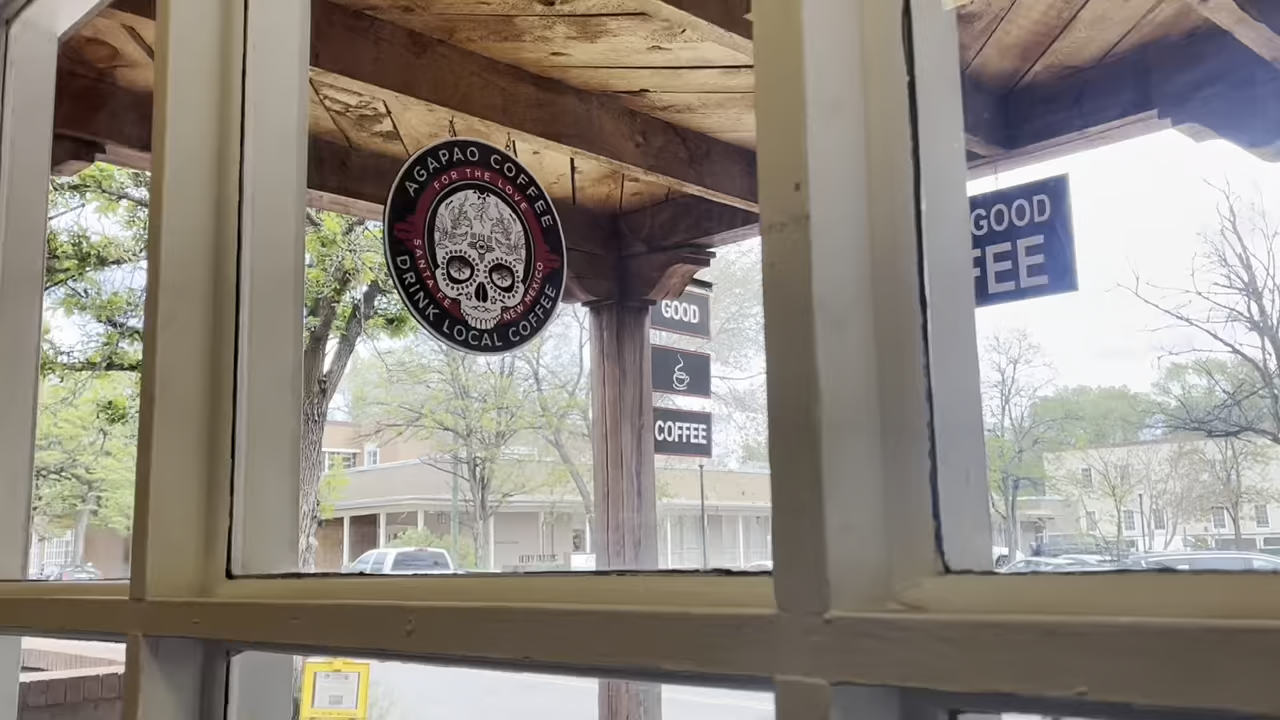 AGAPAO COFFEE
FOR THE LOVE
SANTA FE
NEW MEXICO
DRINK LOCAL COFFEE
GOOD
COFFEE
GOOD
FEE